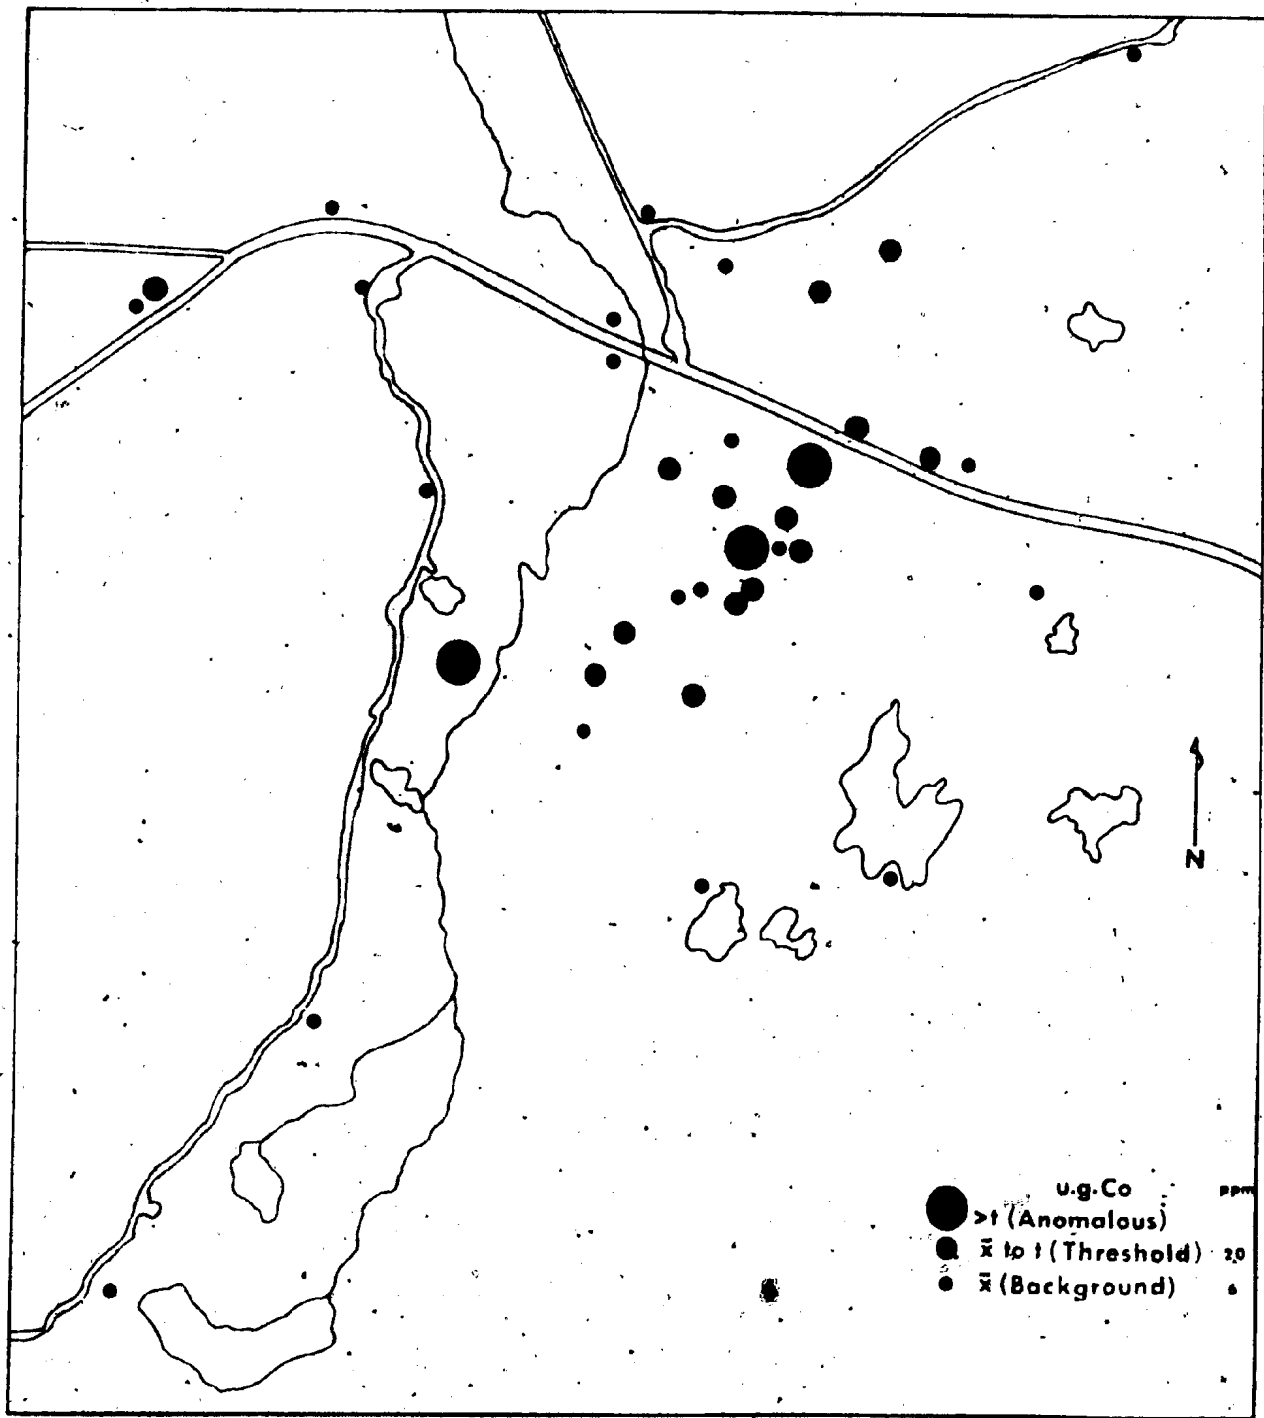 N
u.g.Co ppm
>t (Anomalous)
x̄ to t (Threshold) 20
x̄ (Background) 6